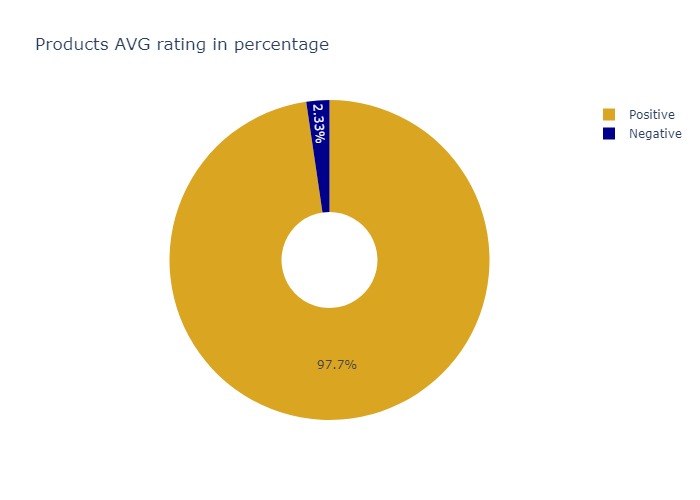 Products AVG rating in percentage
Positive
Negative
2.33%
97.7%